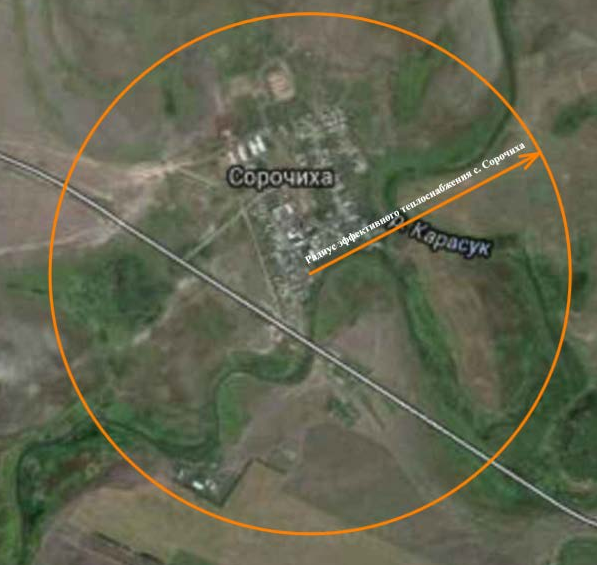 Сорочиха
Радиус эффективного теплоснабжения с. Сорочиха
р. Карасук